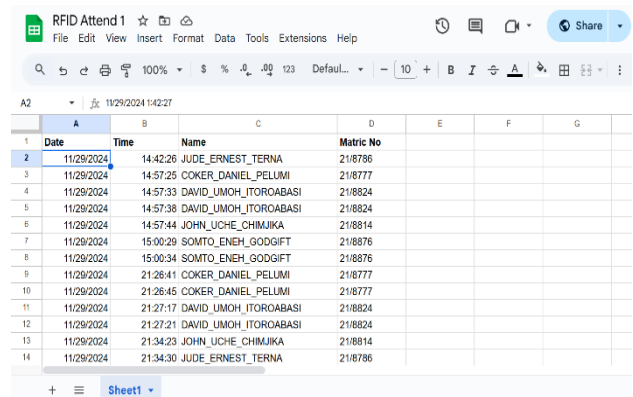 RFID Attend 1
File Edit View Insert Format Data Tools Extensions Help
Share
100% $ % .0 .00 123 Defaul... − 10 + B I A
A2 fx 11/29/2024 1:42:27
A B C D E F G
1 Date Time Name Matric No
2 11/29/2024 14:42:26 JUDE_ERNEST_TERNA 21/8786
3 11/29/2024 14:57:25 COKER_DANIEL_PELUMI 21/8777
4 11/29/2024 14:57:33 DAVID_UMOH_ITOROABASI 21/8824
5 11/29/2024 14:57:38 DAVID_UMOH_ITOROABASI 21/8824
6 11/29/2024 14:57:44 JOHN_UCHE_CHIMJIKA 21/8814
7 11/29/2024 15:00:29 SOMTO_ENEH_GODGIFT 21/8876
8 11/29/2024 15:00:34 SOMTO_ENEH_GODGIFT 21/8876
9 11/29/2024 21:26:41 COKER_DANIEL_PELUMI 21/8777
10 11/29/2024 21:26:45 COKER_DANIEL_PELUMI 21/8777
11 11/29/2024 21:27:17 DAVID_UMOH_ITOROABASI 21/8824
12 11/29/2024 21:27:21 DAVID_UMOH_ITOROABASI 21/8824
13 11/29/2024 21:34:23 JOHN_UCHE_CHIMJIKA 21/8814
14 11/29/2024 21:34:30 JUDE_ERNEST_TERNA 21/8786
+ Sheet1